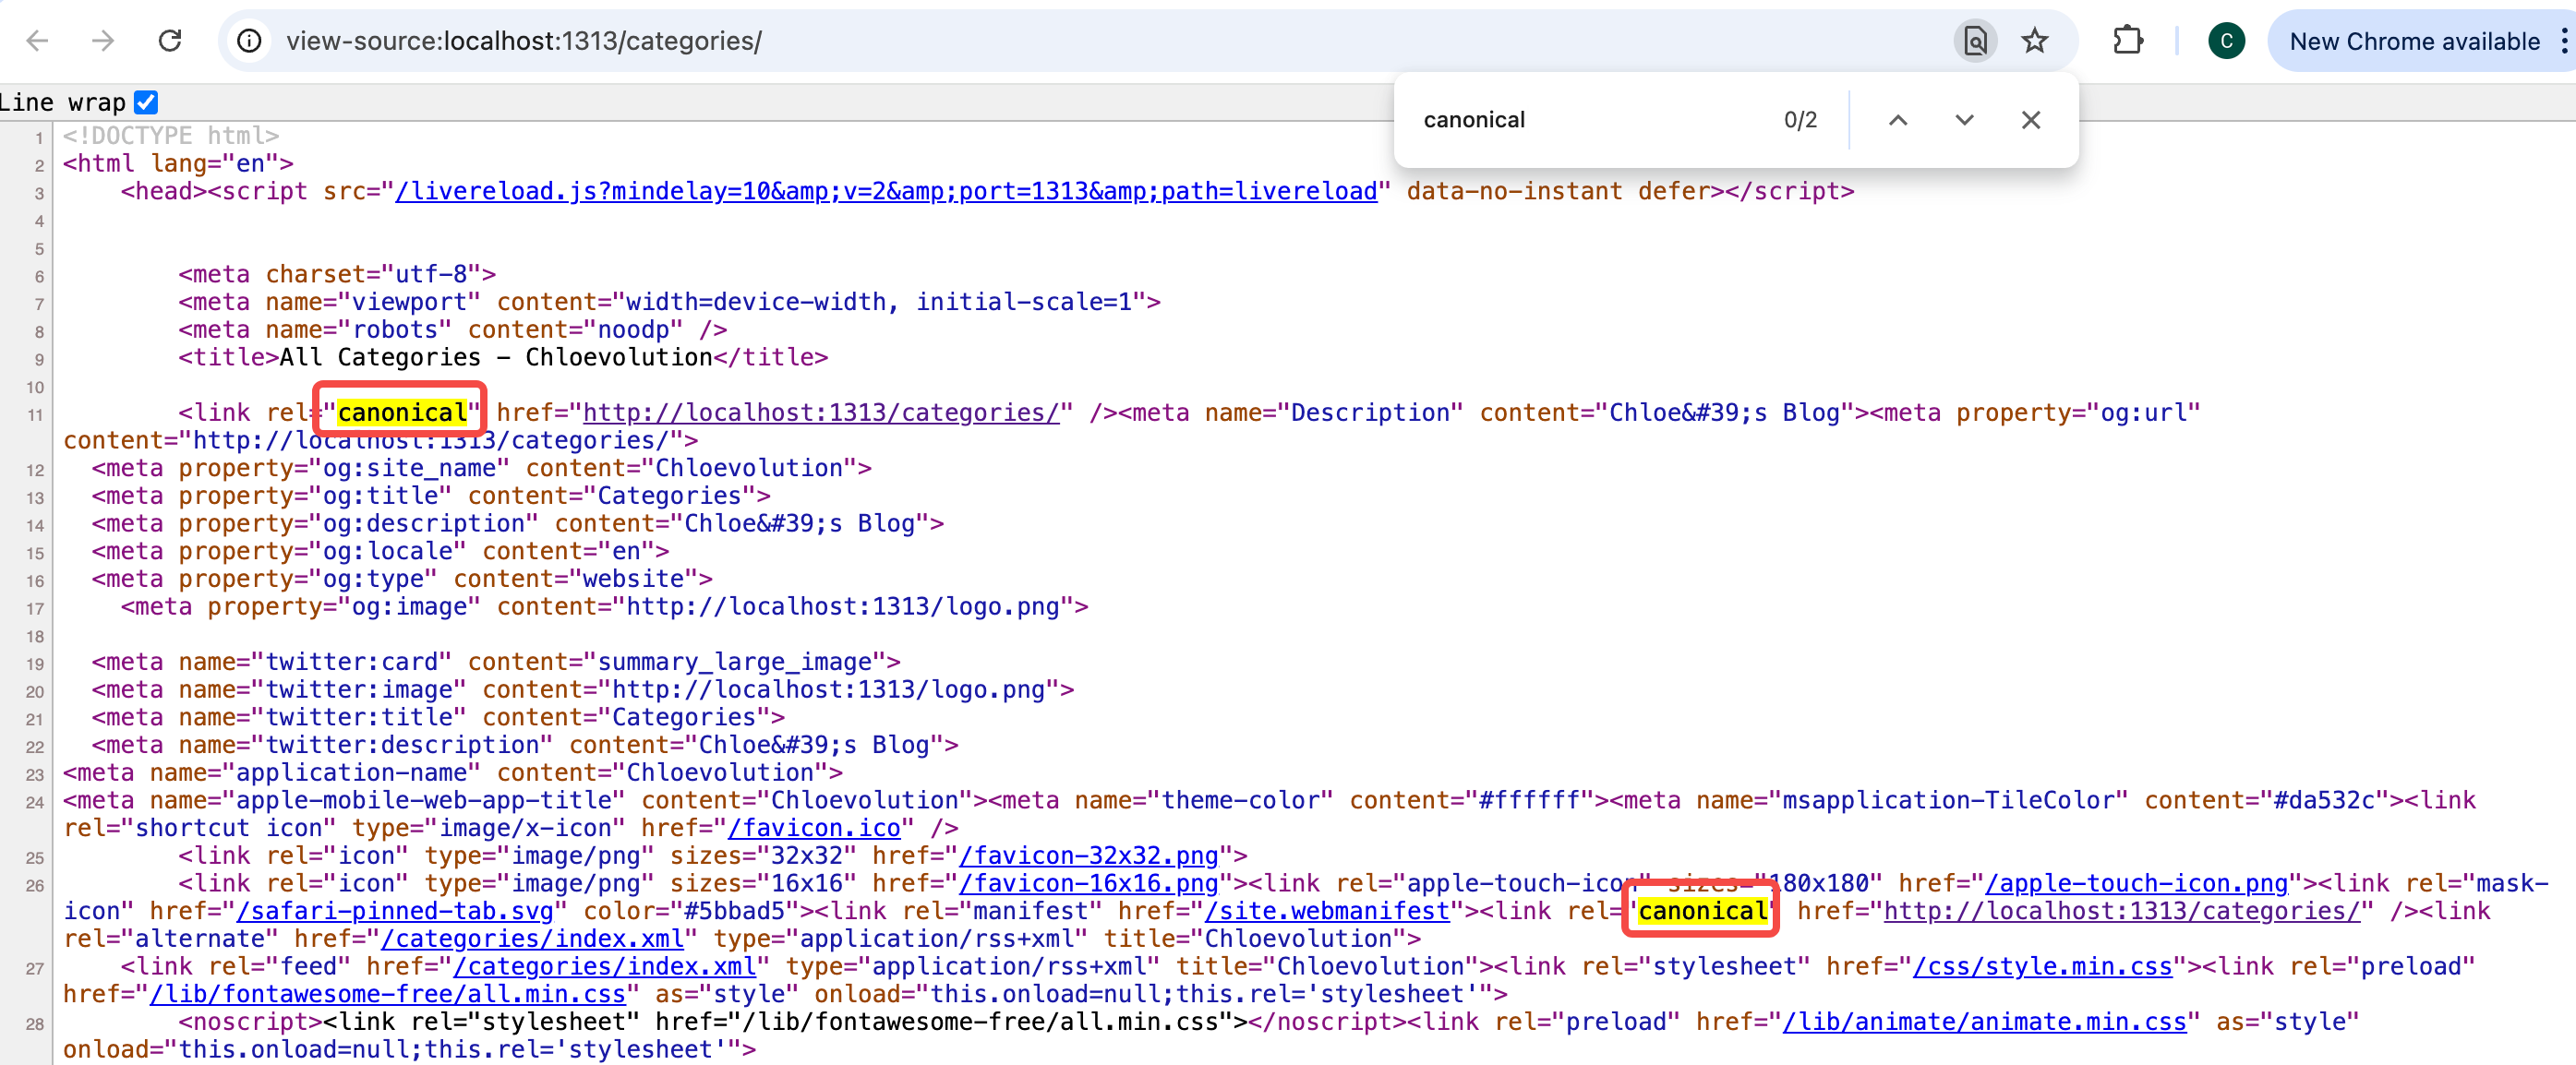 view-source:localhost:1313/categories/
C
New Chrome available
Line wrap
canonical
0/2
1 <!DOCTYPE html>
2 <html lang="en">
3 <head><script src="/livereload.js?mindelay=10&amp;v=2&amp;port=1313&amp;path=livereload" data-no-instant defer></script>
4
5
6 <meta charset="utf-8">
7 <meta name="viewport" content="width=device-width, initial-scale=1">
8 <meta name="robots" content="noodp" />
9 <title>All Categories - Chloevolution</title>
10
11 <link rel="canonical" href="http://localhost:1313/categories/" /><meta name="Description" content="Chloe&#39;s Blog"><meta property="og:url"
content="http://localhost:1313/categories/">
12 <meta property="og:site_name" content="Chloevolution">
13 <meta property="og:title" content="Categories">
14 <meta property="og:description" content="Chloe&#39;s Blog">
15 <meta property="og:locale" content="en">
16 <meta property="og:type" content="website">
17 <meta property="og:image" content="http://localhost:1313/logo.png">
18
19 <meta name="twitter:card" content="summary_large_image">
20 <meta name="twitter:image" content="http://localhost:1313/logo.png">
21 <meta name="twitter:title" content="Categories">
22 <meta name="twitter:description" content="Chloe&#39;s Blog">
23 <meta name="application-name" content="Chloevolution">
24 <meta name="apple-mobile-web-app-title" content="Chloevolution"><meta name="theme-color" content="#ffffff"><meta name="msapplication-TileColor" content="#da532c"><link
rel="shortcut icon" type="image/x-icon" href="/favicon.ico" />
25 <link rel="icon" type="image/png" sizes="32x32" href="/favicon-32x32.png">
26 <link rel="icon" type="image/png" sizes="16x16" href="/favicon-16x16.png"><link rel="apple-touch-icon" sizes="180x180" href="/apple-touch-icon.png"><link rel="mask-
icon" href="/safari-pinned-tab.svg" color="#5bbad5"><link rel="manifest" href="/site.webmanifest"><link rel="canonical" href="http://localhost:1313/categories/" /><link
rel="alternate" href="/categories/index.xml" type="application/rss+xml" title="Chloevolution">
27 <link rel="feed" href="/categories/index.xml" type="application/rss+xml" title="Chloevolution"><link rel="stylesheet" href="/css/style.min.css"><link rel="preload"
href="/lib/fontawesome-free/all.min.css" as="style" onload="this.onload=null;this.rel='stylesheet'">
28 <noscript><link rel="stylesheet" href="/lib/fontawesome-free/all.min.css"></noscript><link rel="preload" href="/lib/animate/animate.min.css" as="style"
onload="this.onload=null;this.rel='stylesheet'">